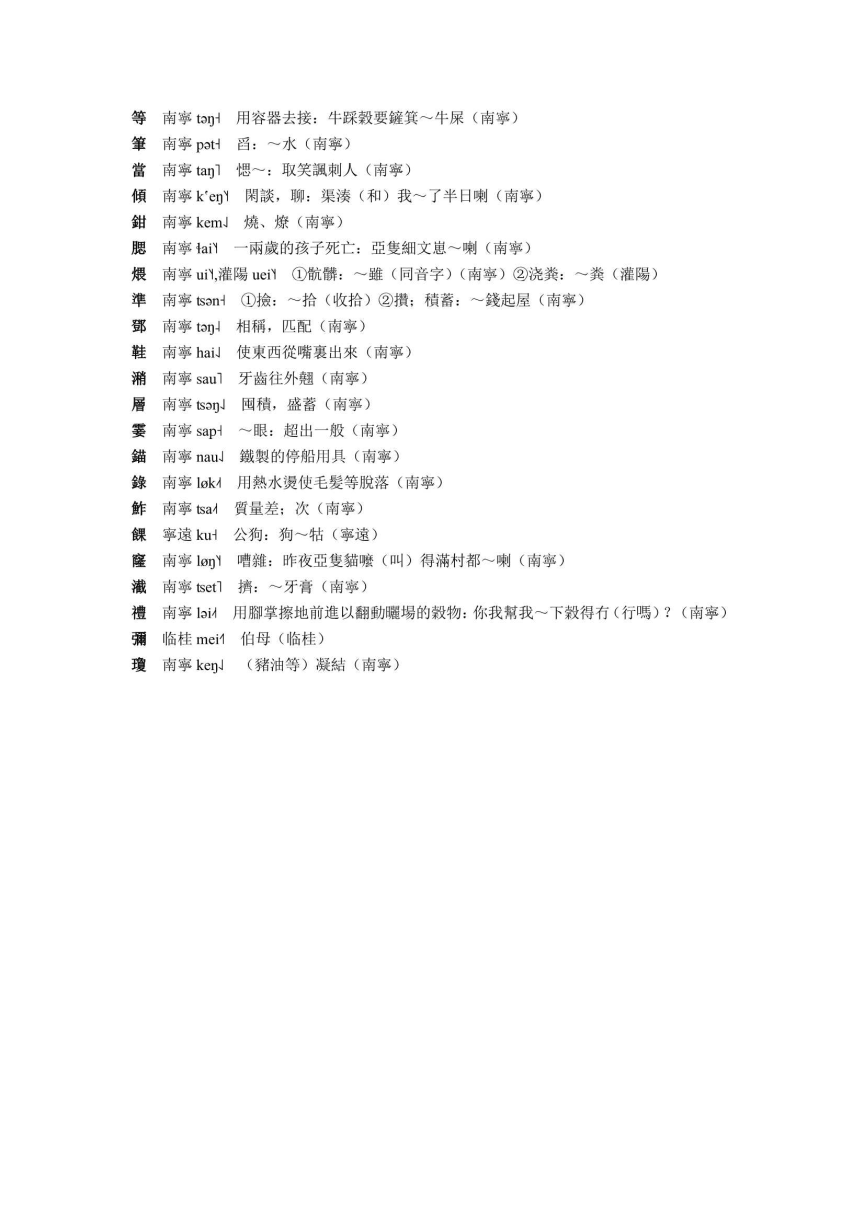 等 南寧 təŋ˧ 用容器去接：牛踩穀要鏟箕～牛屎（南寧）
筆 南寧 pət˧ 舀：～水（南寧）
當 南寧 taŋ˥ 愢～：取笑諷刺人（南寧）
傾 南寧 kʻeŋ 閑談，聊：渠湊（和）我～了半日喇（南寧）
鉗 南寧 kem 燒、燎（南寧）
腮 南寧 ɬai 一兩歲的孩子死亡：亞隻細文崽～喇（南寧）
煨 南寧 ui,灌陽 uei ①骯髒：～雖（同音字）（南寧）②浇粪：～粪（灌陽）
準 南寧 tsən˧ ①撿：～拾（收拾）②攢；積蓄：～錢起屋（南寧）
鄧 南寧 təŋ 相稱，匹配（南寧）
鞋 南寧 hai 使東西從嘴裏出來（南寧）
潲 南寧 sau˥ 牙齒往外翹（南寧）
層 南寧 tsəŋ 囤積，盛蓄（南寧）
霎 南寧 sap˧ ～眼：超出一般（南寧）
錨 南寧 nau 鐵製的停船用具（南寧）
錄 南寧 løk 用熱水燙使毛髮等脫落（南寧）
鮓 南寧 tsa 質量差；次（南寧）
餜 寧遠 ku˧ 公狗：狗～牯（寧遠）
窿 南寧 løŋ 嘈雜：昨夜亞隻貓嚒（叫）得滿村都～喇（南寧）
瀐 南寧 tset˥ 擠：～牙膏（南寧）
禮 南寧 ləi 用腳掌擦地前進以翻動曬場的穀物：你我幫我～下穀得冇（行嗎）？（南寧）
彌 临桂 mei 伯母（临桂）
瓊 南寧 keŋ （豬油等）凝結（南寧）